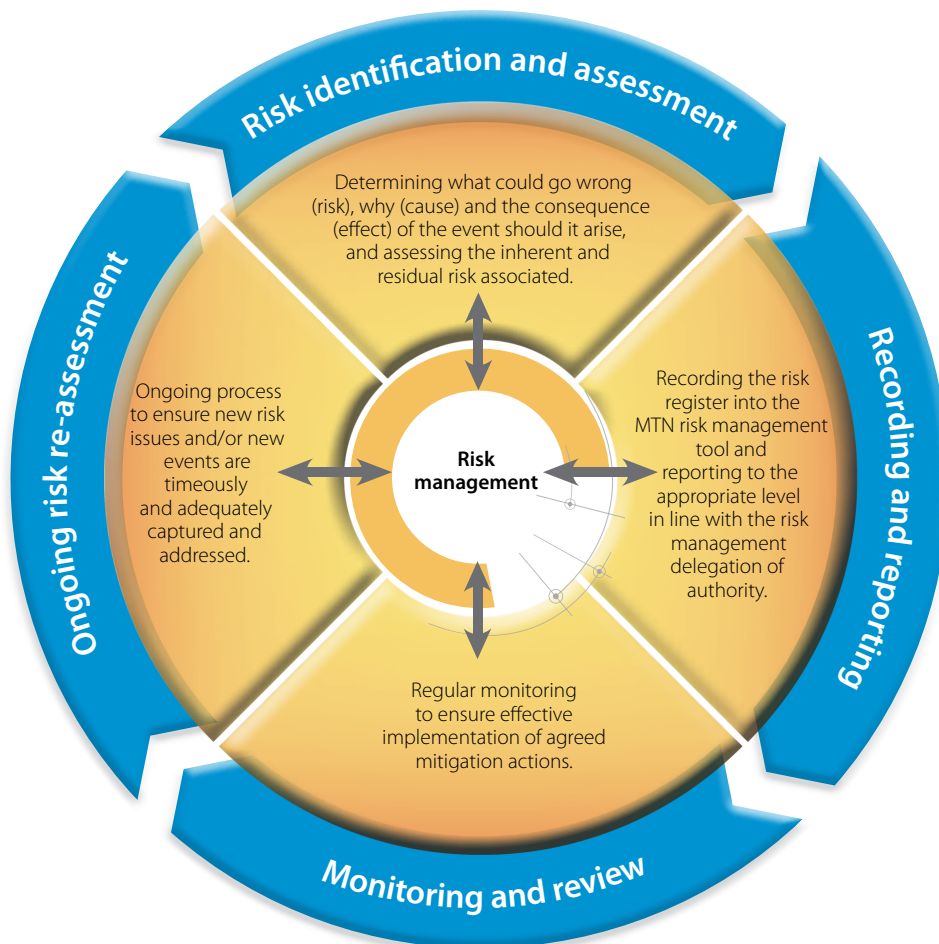 Risk identification and assessment
Determining what could go wrong
(risk), why (cause) and the consequence
(effect) of the event should it arise,
and assessing the inherent and
residual risk associated.
Recording and reporting
Recording the risk
register into the
MTN risk management
tool and
reporting to the
appropriate level
in line with the risk
management
delegation of
authority.
Monitoring and review
Regular monitoring
to ensure effective
implementation of agreed
mitigation actions.
Ongoing risk re-assessment
Ongoing process
to ensure new risk
issues and/or new
events are
timeously
and adequately
captured and
addressed.
Risk
management